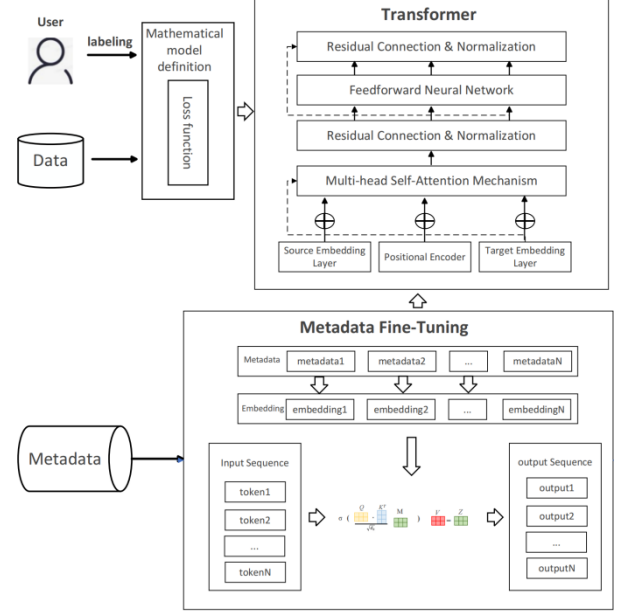 User
labeling
Mathematical
model
definition
Loss function
Data
Transformer
Residual Connection & Normalization
Feedforward Neural Network
Residual Connection & Normalization
Multi-head Self-Attention Mechanism
Source Embedding
Layer
Positional Encoder
Target Embedding
Layer
Metadata Fine-Tuning
Metadata metadata1 metadata2 ... metadataN
Embedding embedding1 embedding2 ... embeddingN
Metadata
Input Sequence
token1
token2
...
tokenN
Q Kᵀ M V = Z
output Sequence
output1
output2
...
outputN